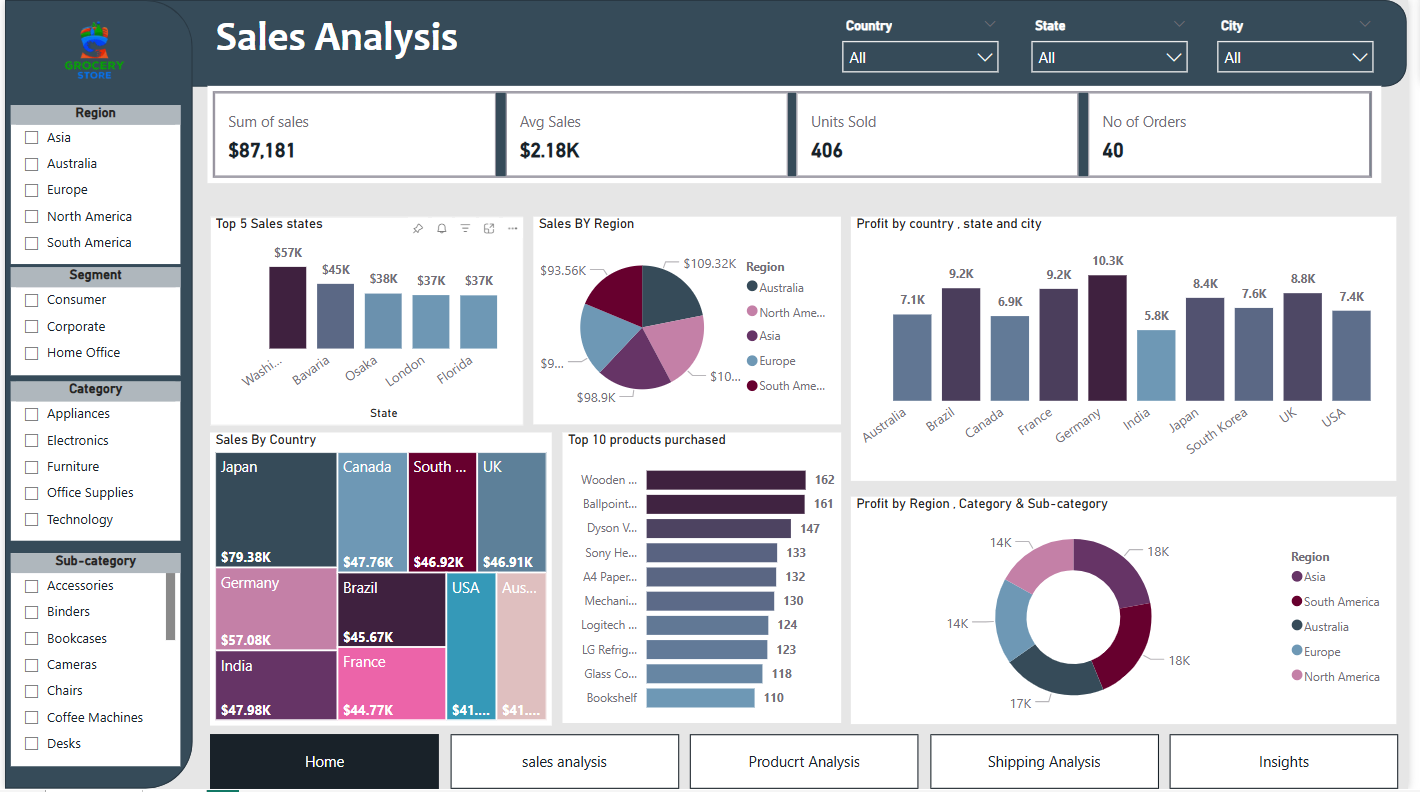 GROCERY
STORE
Sales Analysis
Country
All
State
All
City
All
Region
Asia
Australia
Europe
North America
South America
Segment
Consumer
Corporate
Home Office
Category
Appliances
Electronics
Furniture
Office Supplies
Technology
Sub-category
Accessories
Binders
Bookcases
Cameras
Chairs
Coffee Machines
Desks
Sum of sales
$87,181
Avg Sales
$2.18K
Units Sold
406
No of Orders
40
Top 5 Sales states
$57K
$45K
$38K
$37K
$37K
Washi...
Bavaria
Osaka
London
Florida
State
Sales BY Region
$93.56K
$109.32K
$9...
$10...
$98.9K
Region
Australia
North Ame...
Asia
Europe
South Ame...
Profit by country , state and city
7.1K
9.2K
6.9K
9.2K
10.3K
5.8K
8.4K
7.6K
8.8K
7.4K
Australia
Brazil
Canada
France
Germany
India
Japan
South Korea
UK
USA
Sales By Country
Japan
$79.38K
Canada
$47.76K
South ...
$46.92K
UK
$46.91K
Germany
$57.08K
India
$47.98K
Brazil
$45.67K
France
$44.77K
USA
$41....
Aus...
$41....
Top 10 products purchased
Wooden ... 162
Ballpoint... 161
Dyson V... 147
Sony He... 133
A4 Paper... 132
Mechani... 130
Logitech ... 124
LG Refrig... 123
Glass Co... 118
Bookshelf 110
Profit by Region , Category & Sub-category
14K
18K
14K
18K
17K
Region
Asia
South America
Australia
Europe
North America
Home
sales analysis
Producrt Analysis
Shipping Analysis
Insights